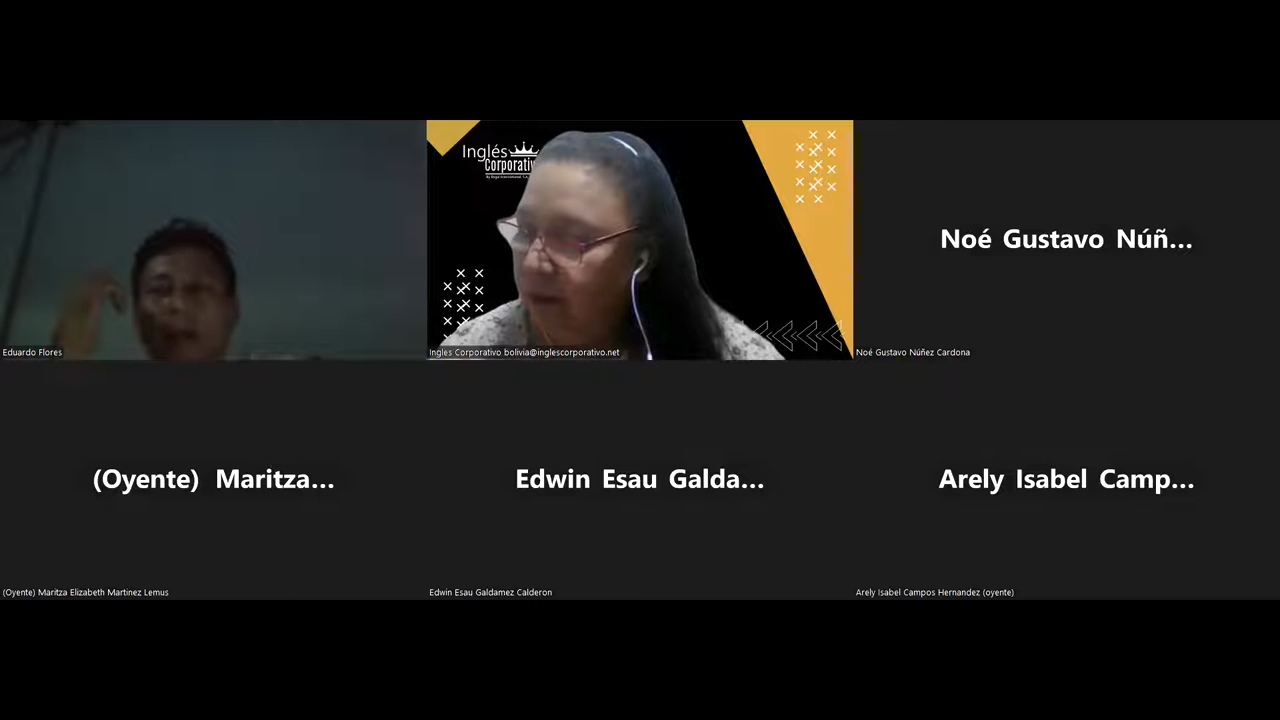 Inglés
Corporativ
Eduardo Flores
Ingles Corporativo bolivia@inglescorporativo.net
Noé Gustavo Núñ...
Noé Gustavo Núñez Cardona
(Oyente) Maritza...
Edwin Esau Galda...
Arely Isabel Camp...
(Oyente) Maritza Elizabeth Martinez Lemus
Edwin Esau Galdamez Calderon
Arely Isabel Campos Hernandez (oyente)